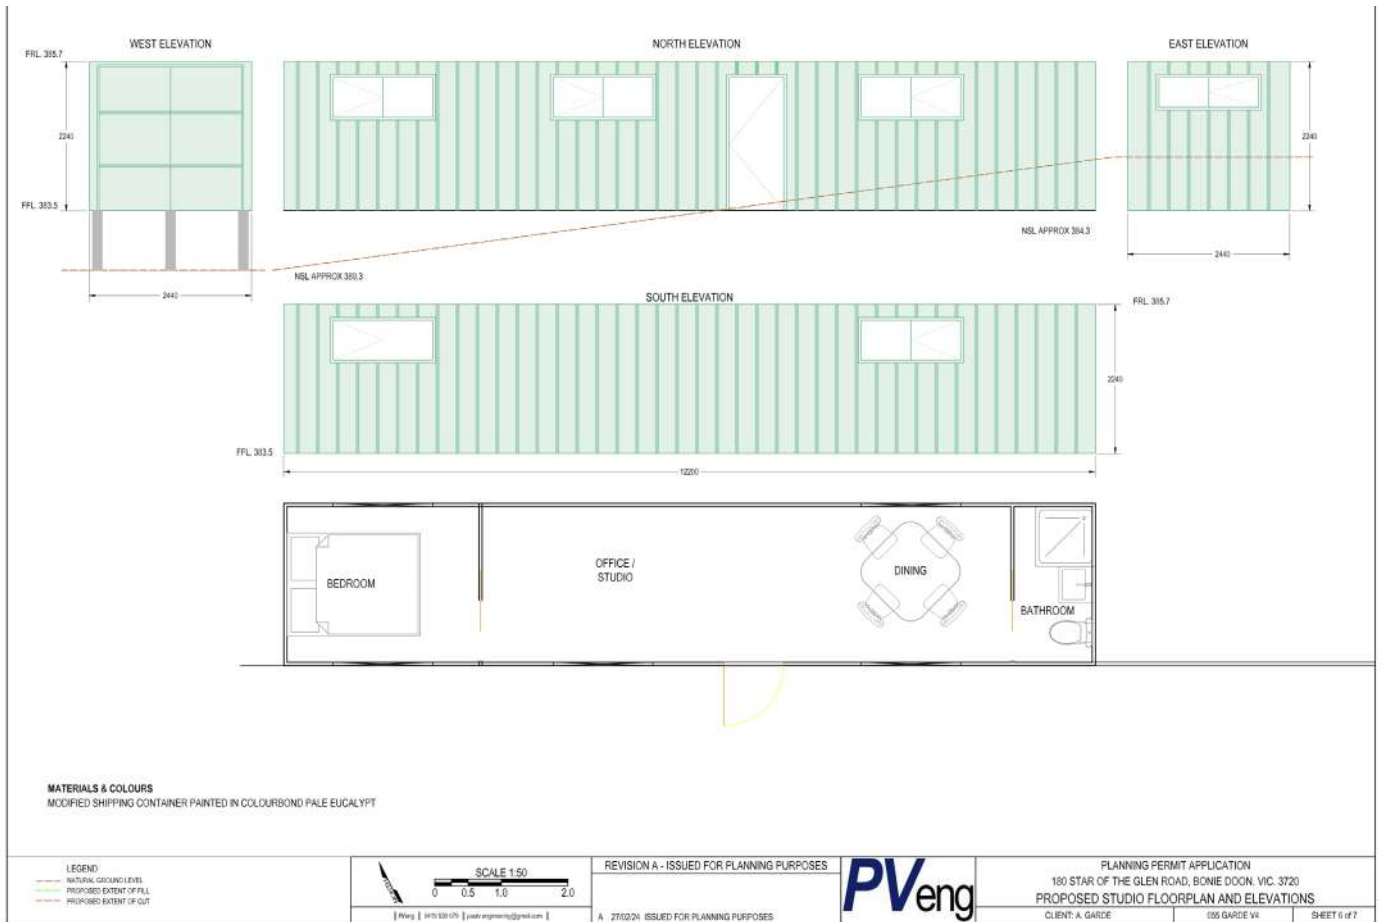 WEST ELEVATION
NORTH ELEVATION
EAST ELEVATION
FRL. 385.7
2240
2240
FFL. 383.5
NSL APPROX 384.3
NSL APPROX 380.3
2440
2440
SOUTH ELEVATION
FRL. 385.7
2240
FFL. 383.5
12200
BEDROOM
OFFICE /
STUDIO
DINING
BATHROOM
MATERIALS & COLOURS
MODIFIED SHIPPING CONTAINER PAINTED IN COLOURBOND PALE EUCALYPT
LEGEND
NATURAL GROUND LEVEL
PROPOSED EXTENT OF FILL
PROPOSED EXTENT OF CUT
SCALE 1:50
0 0.5 1.0 2.0
REVISION A - ISSUED FOR PLANNING PURPOSES
A 27/02/24 ISSUED FOR PLANNING PURPOSES
PVeng
PLANNING PERMIT APPLICATION
180 STAR OF THE GLEN ROAD, BONIE DOON. VIC. 3720
PROPOSED STUDIO FLOORPLAN AND ELEVATIONS
CLIENT: A. GARDE
055 GARDE V4
SHEET 6 of 7